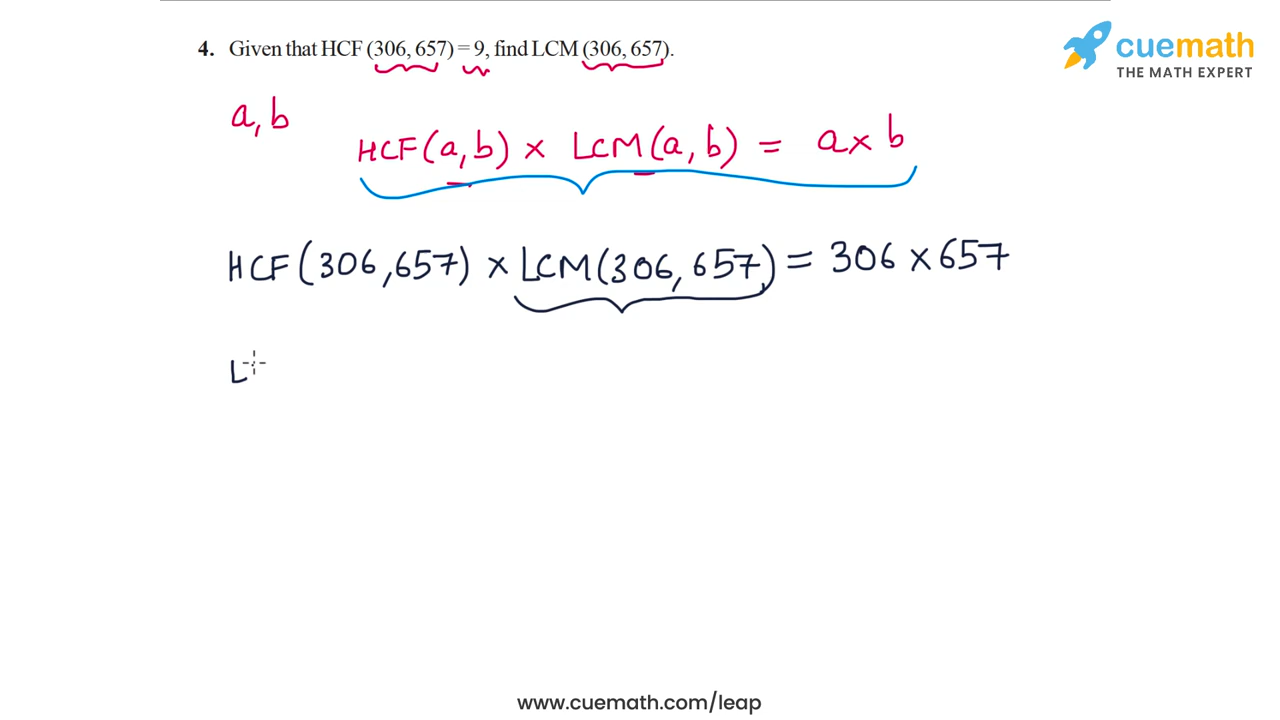 4. Given that HCF (306, 657) = 9, find LCM (306, 657).
cuemath
THE MATH EXPERT
a, b
HCF(a, b) × LCM(a, b) = a × b
HCF(306, 657) × LCM(306, 657) = 306 × 657
L
www.cuemath.com/leap